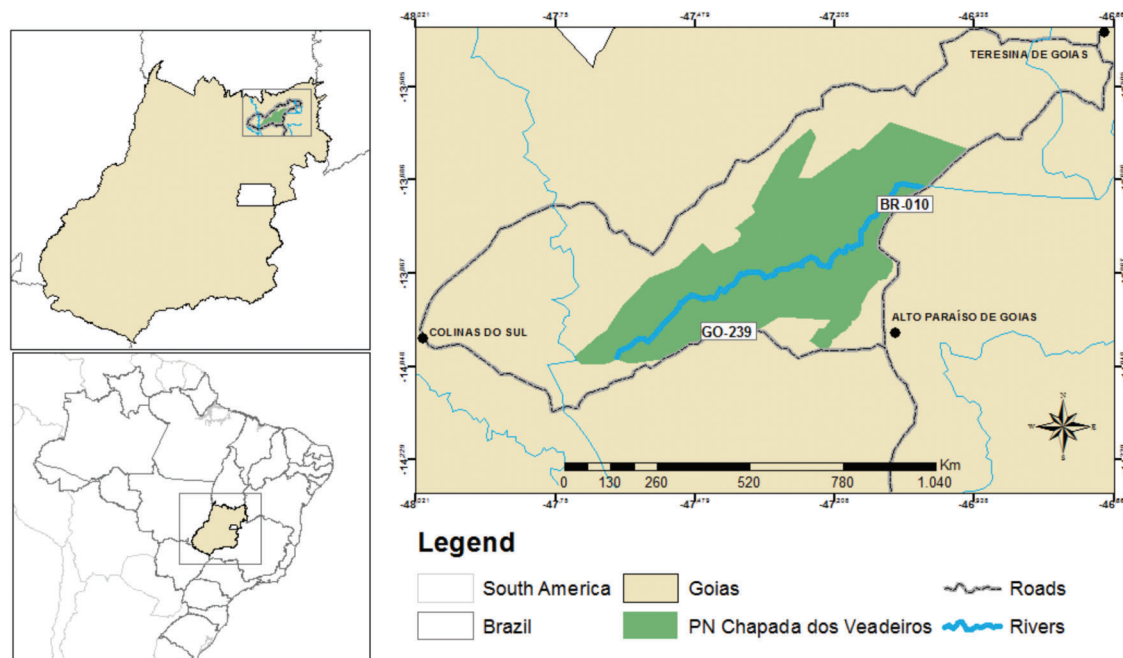 -48.021 -47.75 -47.479 -47.208 -46.938
TERESINA DE GOIAS
BR-010
COLINAS DO SUL
GO-239
ALTO PARAÍSO DE GOIAS
N
W E
S
Km
0 130 260 520 780 1.040
-48.021 -47.75 -47.479 -47.208 -46.938
Legend
South America
Goias
Roads
Brazil
PN Chapada dos Veadeiros
Rivers